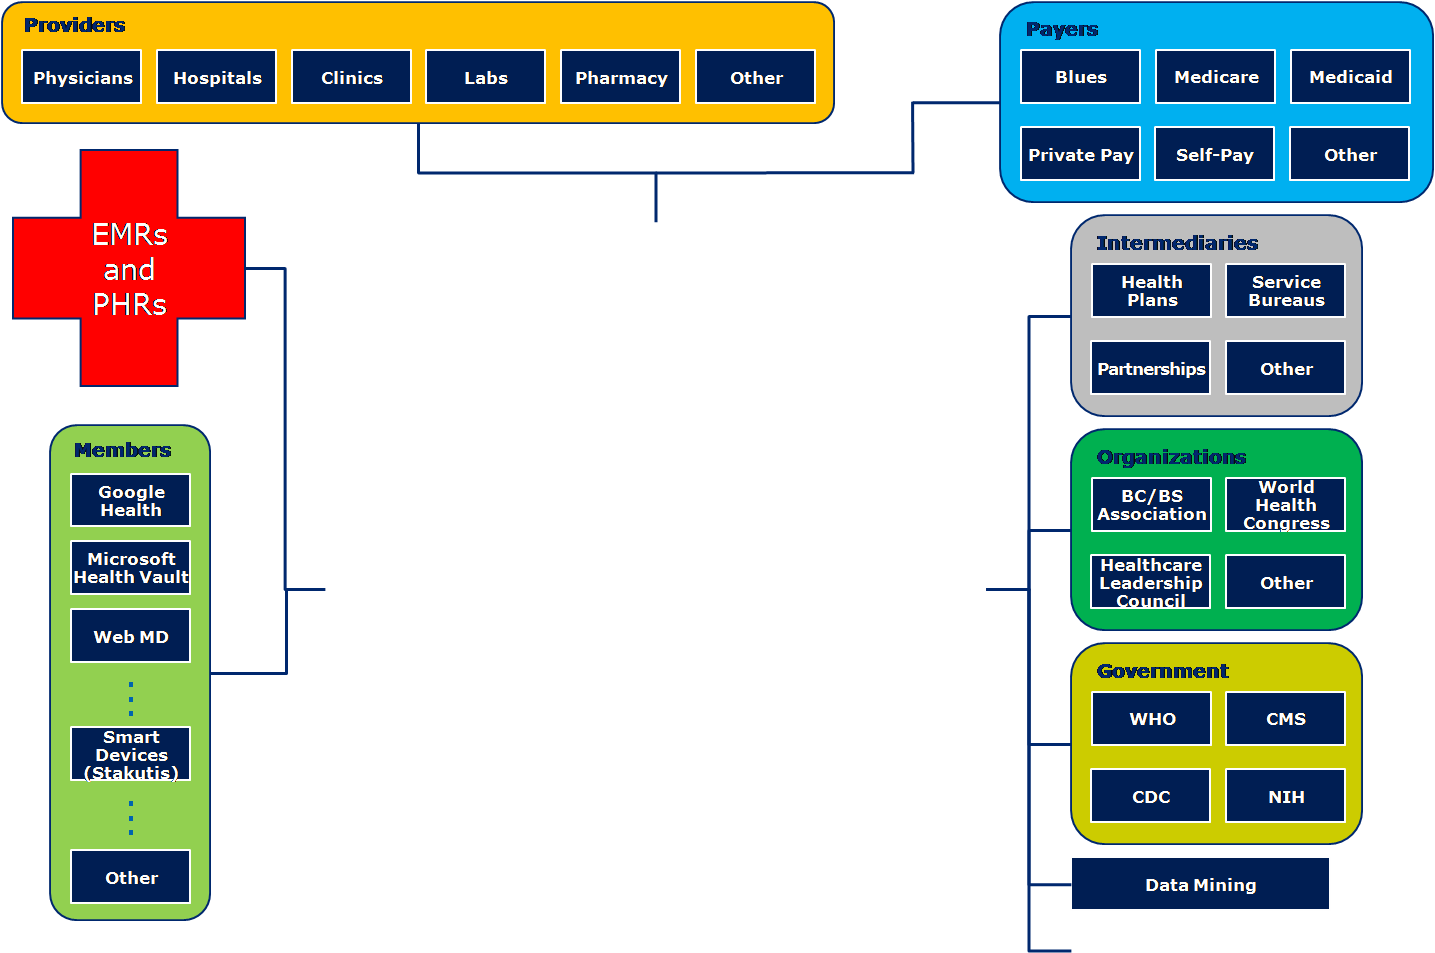 Providers
Physicians
Hospitals
Clinics
Labs
Pharmacy
Other
Payers
Blues
Medicare
Medicaid
Private Pay
Self-Pay
Other
EMRs
and
PHRs
Intermediaries
Health
Plans
Service
Bureaus
Partnerships
Other
Members
Google
Health
Microsoft
Health Vault
Web MD
Smart
Devices
(Stakutis)
Other
Organizations
BC/BS
Association
World
Health
Congress
Healthcare
Leadership
Council
Other
Government
WHO
CMS
CDC
NIH
Data Mining